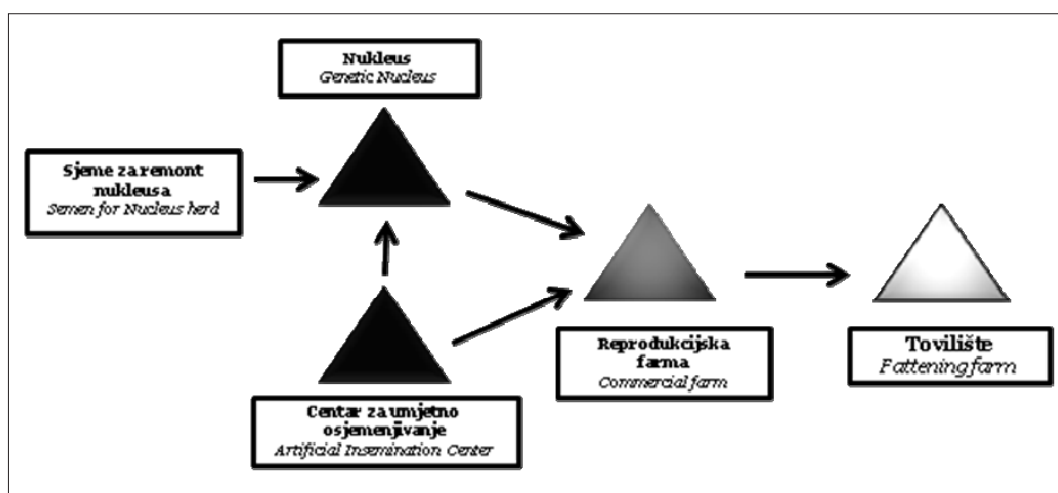 Nukleus
Genetic Nucleus
Sjeme za remont
nukleusa
Semen for Nucleus herd
Reprodukcijska
farma
Commercial farm
Tovilište
Fattening farm
Centar za umjetno
osjemenjivanje
Artificial Insemination Center